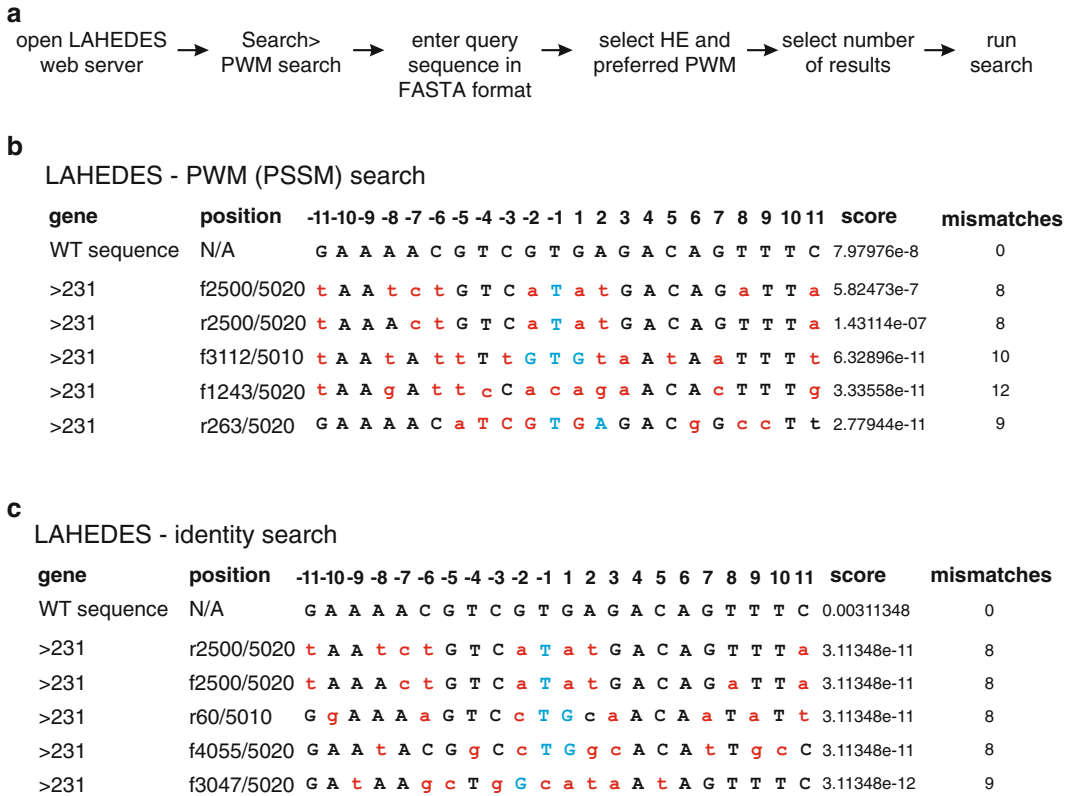 a
open LAHEDES web server → Search> PWM search → enter query sequence in FASTA format → select HE and preferred PWM → select number of results → run search
b
LAHEDES - PWM (PSSM) search
gene position -11-10-9 -8 -7 -6 -5 -4 -3 -2 -1 1 2 3 4 5 6 7 8 9 10 11 score mismatches
WT sequence N/A G A A A A C G T C G T G A G A C A G T T T C 7.97976e-8 0
>231 f2500/5020 t A A t c t G T C a T a t G A C A G a T T a 5.82473e-7 8
>231 r2500/5020 t A A A c t G T C a T a t G A C A G T T T a 1.43114e-07 8
>231 f3112/5010 t A A t A t t T t G T G t a A t A a T T T t 6.32896e-11 10
>231 f1243/5020 t A A g A t t c C a c a g a A C A c T T T g 3.33558e-11 12
>231 r263/5020 G A A A A C a T C G T G A G A C g G c c T t 2.77944e-11 9
c
LAHEDES - identity search
gene position -11-10-9 -8 -7 -6 -5 -4 -3 -2 -1 1 2 3 4 5 6 7 8 9 10 11 score mismatches
WT sequence N/A G A A A A C G T C G T G A G A C A G T T T C 0.00311348 0
>231 r2500/5020 t A A t c t G T C a T a t G A C A G T T T a 3.11348e-11 8
>231 f2500/5020 t A A A c t G T C a T a t G A C A G a T T a 3.11348e-11 8
>231 r60/5010 G g A A A a G T C c T G c a A C A a T a T t 3.11348e-11 8
>231 f4055/5020 G A A t A C G g C c T G g c A C A t T g c C 3.11348e-11 8
>231 f3047/5020 G A t A A g c T g G c a t a A t A G T T T C 3.11348e-12 9